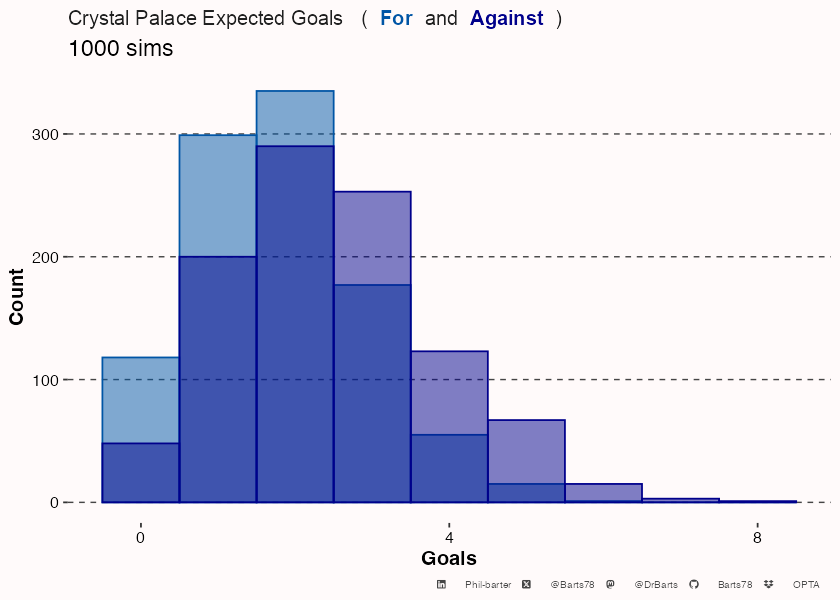 Crystal Palace Expected Goals ( For and Against )
1000 sims
300
200
100
0
Count
0 4 8
Goals
Phil-barter @Barts78 @DrBarts Barts78 OPTA